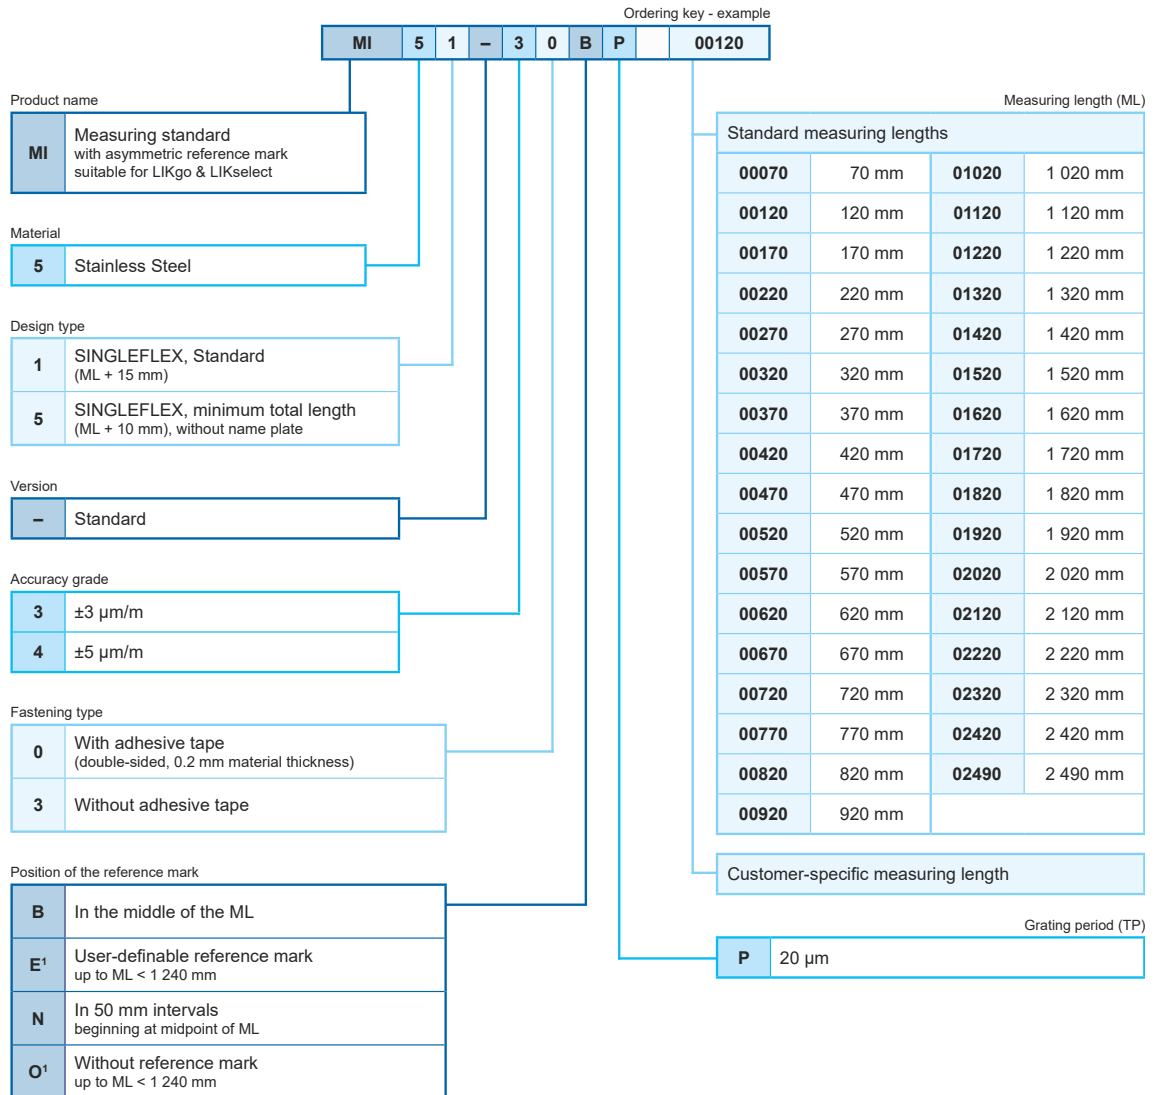 Ordering key - example
MI 5 1 – 3 0 B P 00120
Product name
MI Measuring standard
with asymmetric reference mark
suitable for LIKgo & LIKselect
Material
5 Stainless Steel
Design type
1 SINGLEFLEX, Standard
(ML + 15 mm)
5 SINGLEFLEX, minimum total length
(ML + 10 mm), without name plate
Version
– Standard
Accuracy grade
3 ±3 µm/m
4 ±5 µm/m
Fastening type
0 With adhesive tape
(double-sided, 0.2 mm material thickness)
3 Without adhesive tape
Position of the reference mark
B In the middle of the ML
E¹ User-definable reference mark
up to ML < 1 240 mm
N In 50 mm intervals
beginning at midpoint of ML
O¹ Without reference mark
up to ML < 1 240 mm
Measuring length (ML)
Standard measuring lengths
00070 70 mm 01020 1 020 mm
00120 120 mm 01120 1 120 mm
00170 170 mm 01220 1 220 mm
00220 220 mm 01320 1 320 mm
00270 270 mm 01420 1 420 mm
00320 320 mm 01520 1 520 mm
00370 370 mm 01620 1 620 mm
00420 420 mm 01720 1 720 mm
00470 470 mm 01820 1 820 mm
00520 520 mm 01920 1 920 mm
00570 570 mm 02020 2 020 mm
00620 620 mm 02120 2 120 mm
00670 670 mm 02220 2 220 mm
00720 720 mm 02320 2 320 mm
00770 770 mm 02420 2 420 mm
00820 820 mm 02490 2 490 mm
00920 920 mm
Customer-specific measuring length
Grating period (TP)
P 20 µm